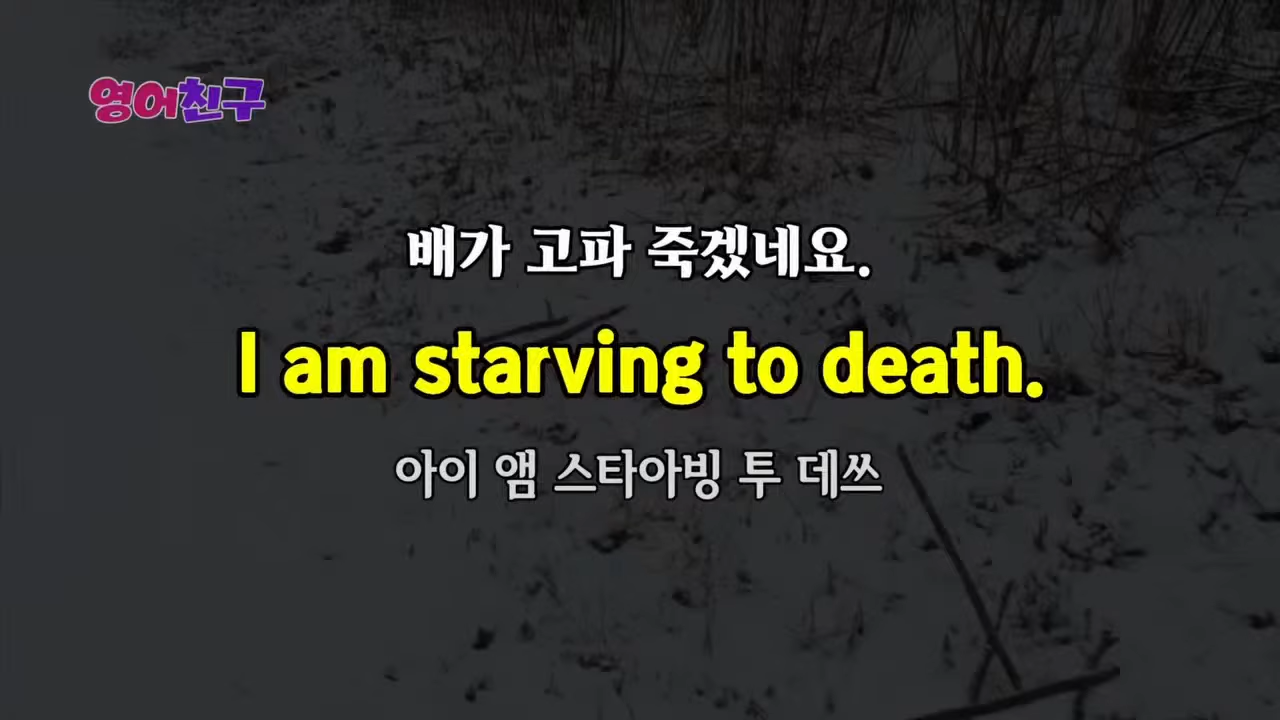 영어친구
배가 고파 죽겠네요.
I am starving to death.
아이 앰 스타아빙 투 데쓰